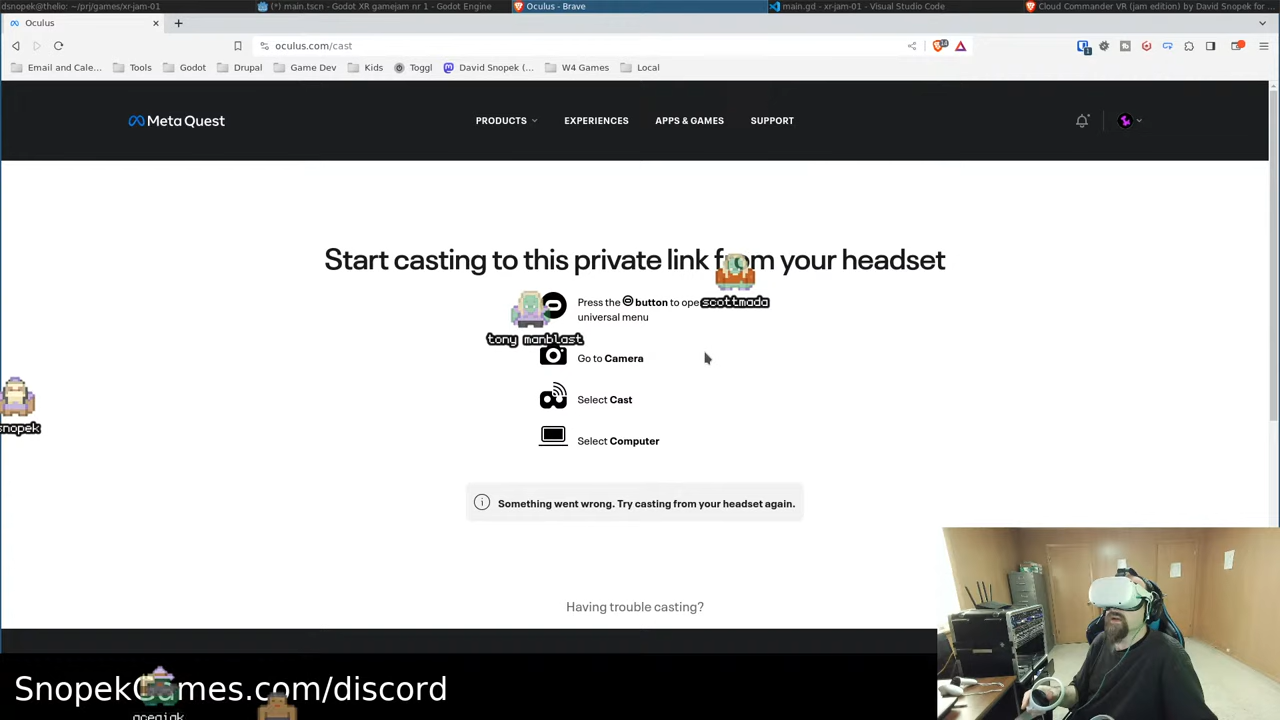 dsnopek@thelio: ~/prj/games/xr-jam-01
(*) main.tscn - Godot XR gamejam nr 1 - Godot Engine
Oculus - Brave
main.gd - xr-jam-01 - Visual Studio Code
Cloud Commander VR (jam edition) by David Snopek for ...
Oculus
oculus.com/cast
Email and Cale...
Tools
Godot
Drupal
Game Dev
Kids
Toggl
David Snopek (...
W4 Games
Local
Meta Quest
PRODUCTS
EXPERIENCES
APPS & GAMES
SUPPORT
Start casting to this private link from your headset
Press the button to ope
universal menu
scottmada
tony manblast
Go to Camera
Select Cast
snopek
Select Computer
Something went wrong. Try casting from your headset again.
Having trouble casting?
SnopekGames.com/discord
acegiak